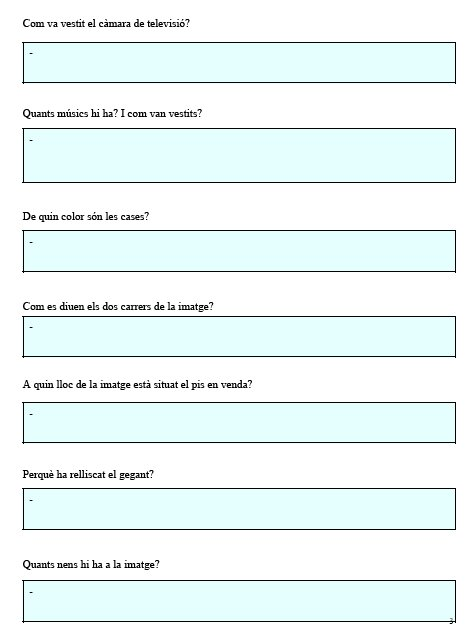 Com va vestit el càmara de televisió?
-
Quants músics hi ha? I com van vestits?
-
De quin color són les cases?
-
Com es diuen els dos carrers de la imatge?
-
A quin lloc de la imatge està situat el pis en venda?
-
Perquè ha relliscat el gegant?
-
Quants nens hi ha a la imatge?
-
3